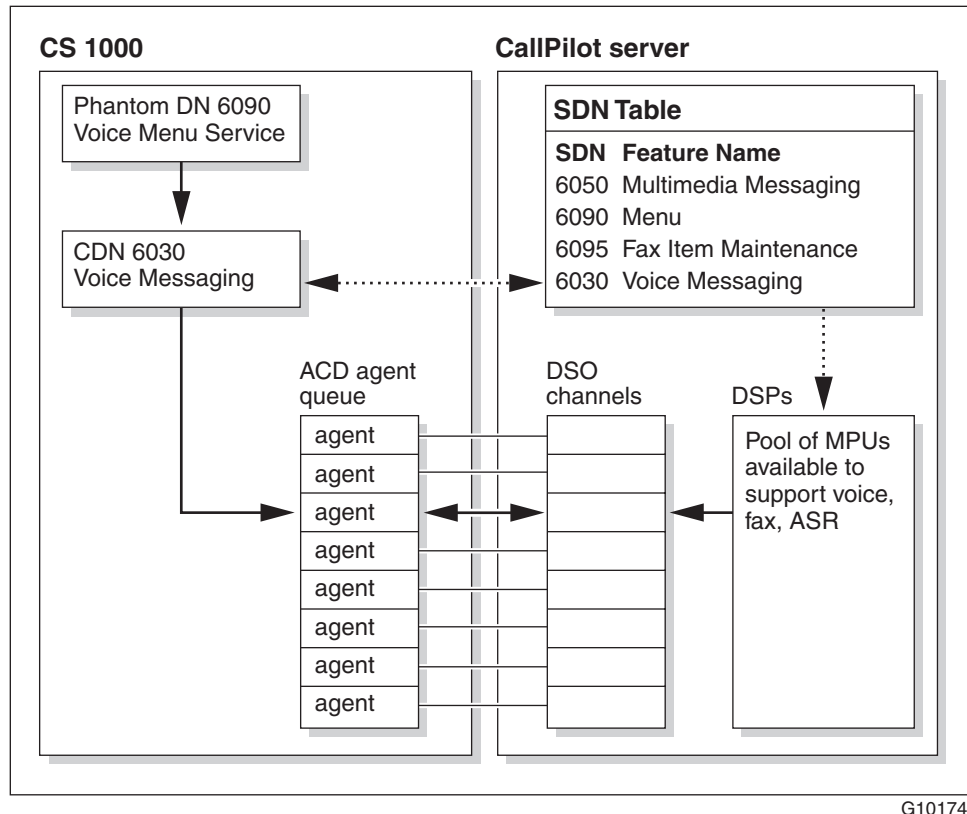 CS 1000
Phantom DN 6090
Voice Menu Service
CDN 6030
Voice Messaging
ACD agent
queue
agent
agent
agent
agent
agent
agent
agent
agent
CallPilot server
SDN Table
SDN Feature Name
6050 Multimedia Messaging
6090 Menu
6095 Fax Item Maintenance
6030 Voice Messaging
DSO
channels
DSPs
Pool of MPUs
available to
support voice,
fax, ASR
G10174